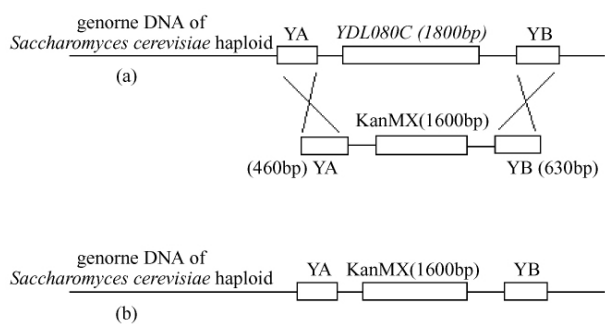 genorne DNA of
Saccharomyces cerevisiae haploid
YA YDL080C (1800bp) YB
(a)
KanMX(1600bp)
(460bp) YA YB (630bp)
genorne DNA of
Saccharomyces cerevisiae haploid
YA KanMX(1600bp) YB
(b)